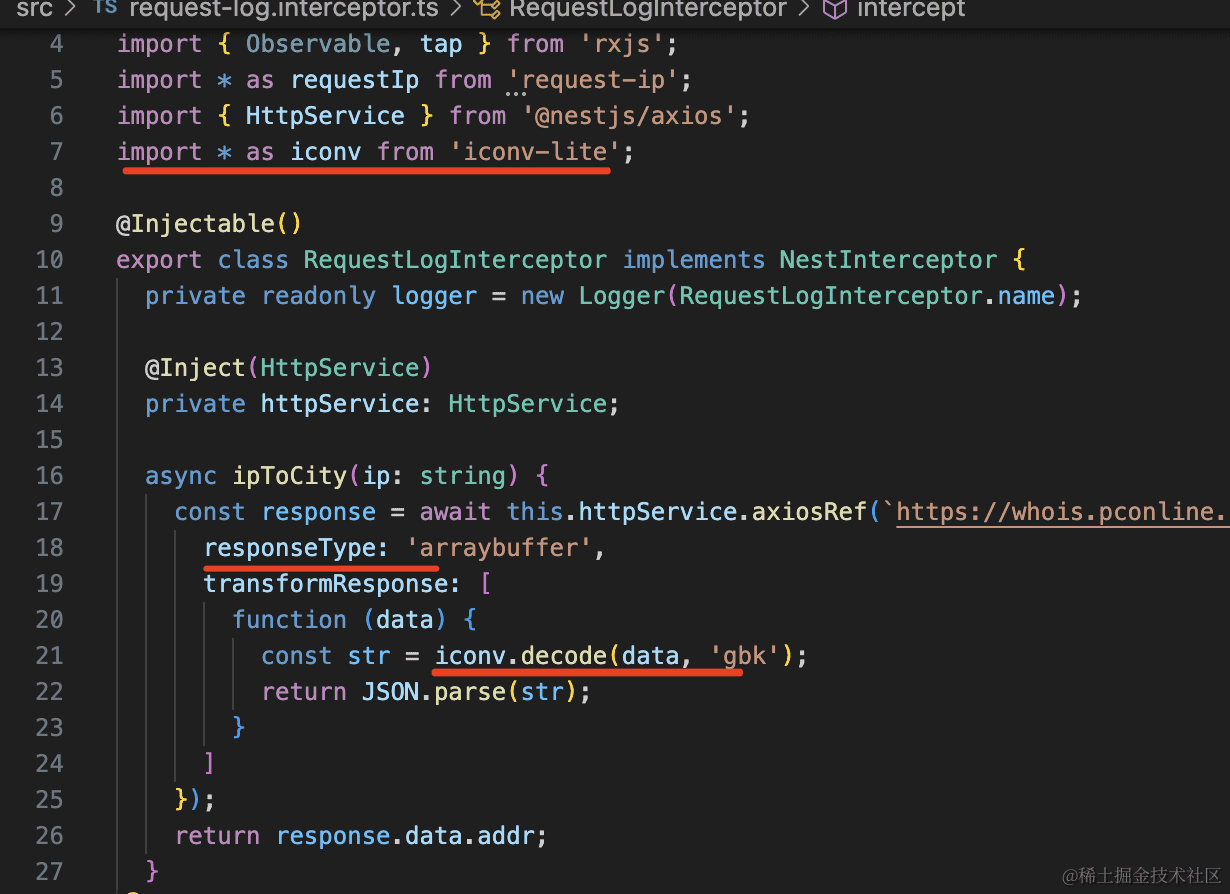 src > TS request-log.interceptor.ts > RequestLogInterceptor > intercept
4 import { Observable, tap } from 'rxjs';
5 import * as requestIp from 'request-ip';
6 import { HttpService } from '@nestjs/axios';
7 import * as iconv from 'iconv-lite';
8
9 @Injectable()
10 export class RequestLogInterceptor implements NestInterceptor {
11 private readonly logger = new Logger(RequestLogInterceptor.name);
12
13 @Inject(HttpService)
14 private httpService: HttpService;
15
16 async ipToCity(ip: string) {
17 const response = await this.httpService.axiosRef(`https://whois.pconline.
18 responseType: 'arraybuffer',
19 transformResponse: [
20 function (data) {
21 const str = iconv.decode(data, 'gbk');
22 return JSON.parse(str);
23 }
24 ]
25 });
26 return response.data.addr;
27 }
@稀土掘金技术社区